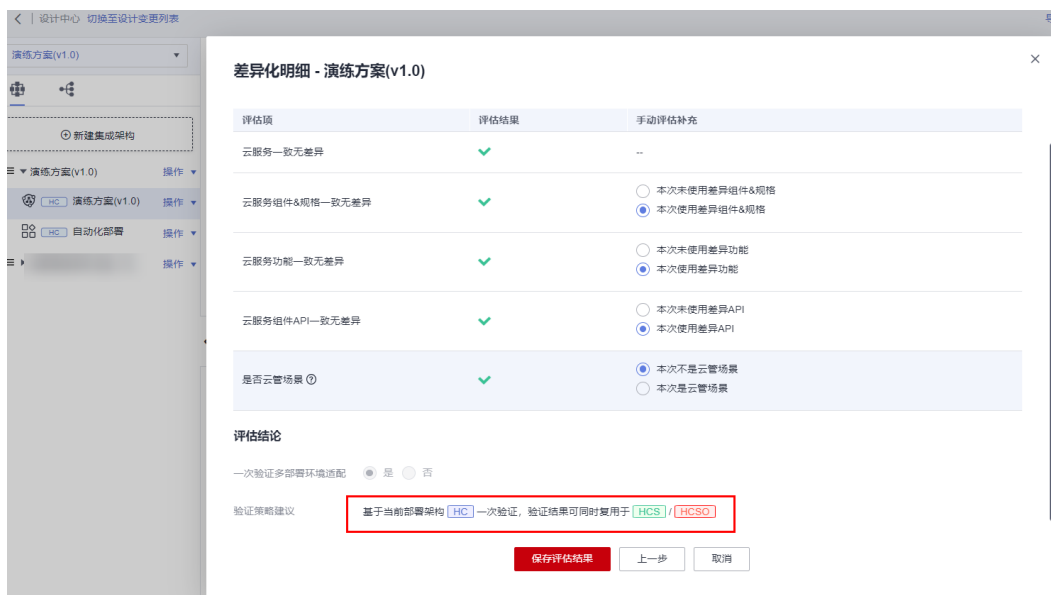 设计中心 切换至设计变更列表
演练方案(v1.0)
新建集成架构
演练方案(v1.0) 操作
HC 演练方案(v1.0) 操作
HC 自动化部署 操作
操作
差异化明细 - 演练方案(v1.0)
评估项 评估结果 手动评估补充
云服务一致无差异 --
云服务组件&规格一致无差异
本次未使用差异组件&规格
本次使用差异组件&规格
云服务功能一致无差异
本次未使用差异功能
本次使用差异功能
云服务组件API一致无差异
本次未使用差异API
本次使用差异API
是否云管场景
本次不是云管场景
本次是云管场景
评估结论
一次验证多部署环境适配 是 否
验证策略建议 基于当前部署架构 HC 一次验证，验证结果可同时复用于 HCS / HCSO
保存评估结果 上一步 取消